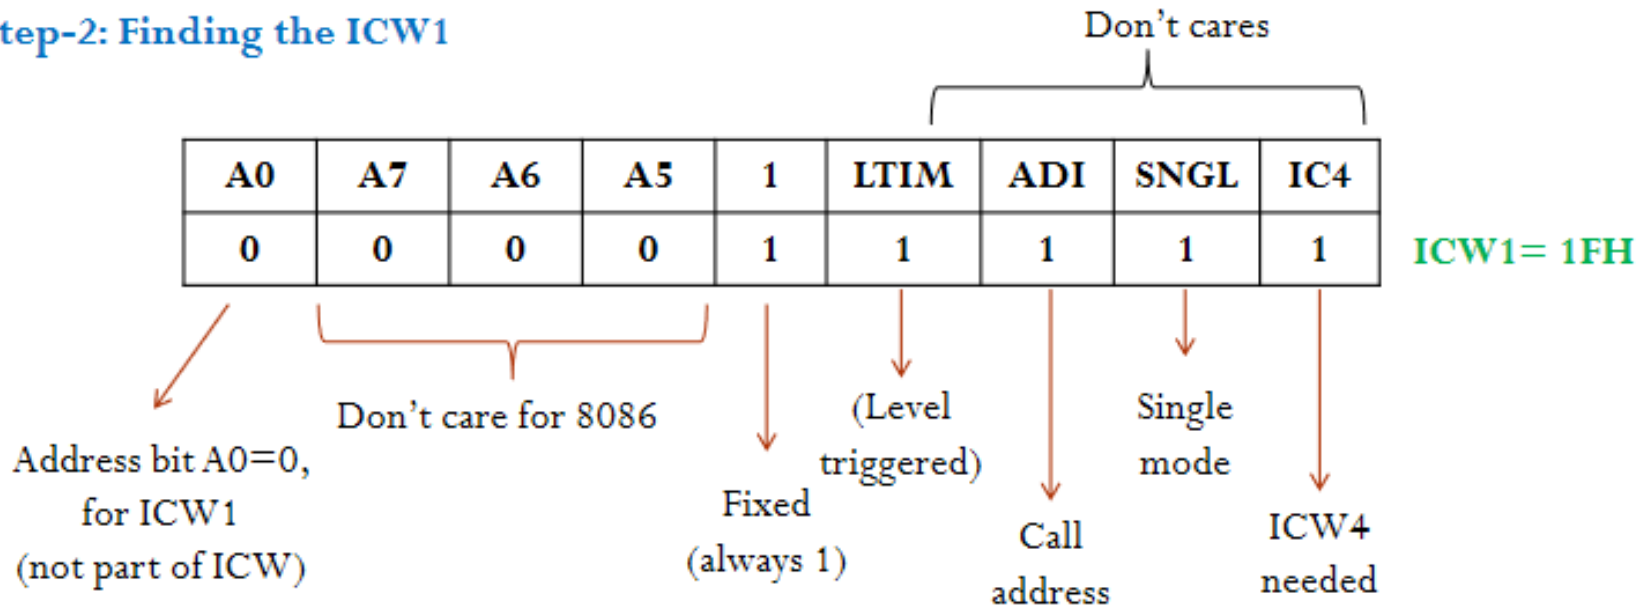 tep-2: Finding the ICW1
Don't cares
A0 A7 A6 A5 1 LTIM ADI SNGL IC4
0 0 0 0 1 1 1 1 1
ICW1= 1FH
Address bit A0=0,
for ICW1
(not part of ICW)
Don't care for 8086
Fixed
(always 1)
(Level
triggered)
Call
address
Single
mode
ICW4
needed